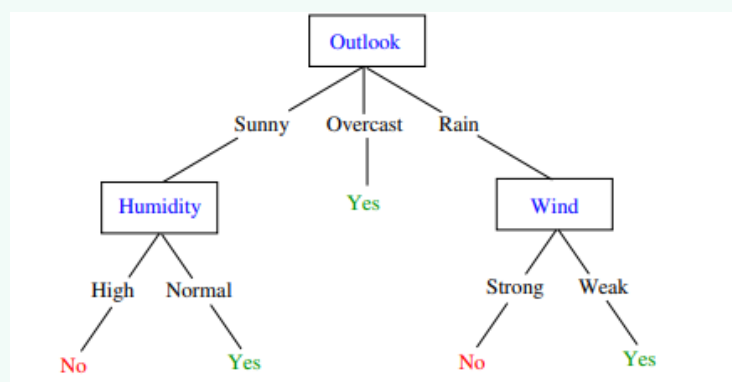 Outlook
Sunny Overcast Rain
Humidity Yes Wind
High Normal Strong Weak
No Yes No Yes